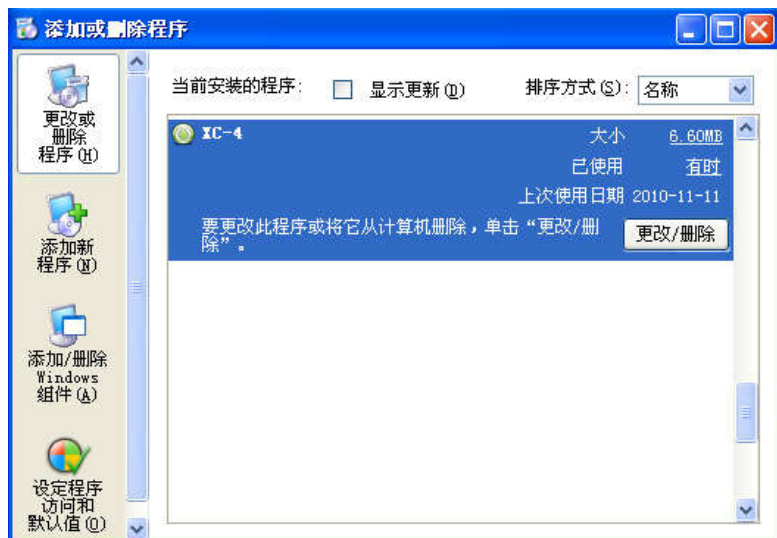 添加或删除程序
当前安装的程序:
显示更新(D)
排序方式(S):
名称
更改或
删除
程序(H)
添加新
程序(N)
添加/删除
Windows
组件(A)
设定程序
访问和
默认值(O)
XC-4
大小
6.60MB
已使用
有时
上次使用日期
2010-11-11
要更改此程序或将它从计算机删除，单击“更改/删
除”。
更改/删除